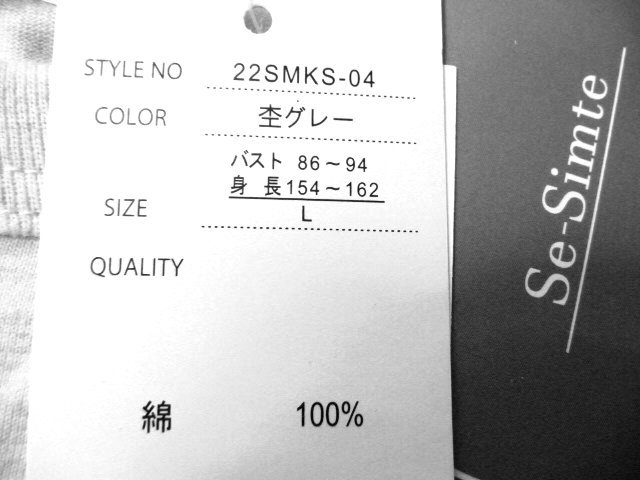 STYLE NO 22SMKS-04
COLOR 杢グレー
バスト 86～94
身 長154～162
SIZE L
QUALITY
綿 100%
Se-Simte